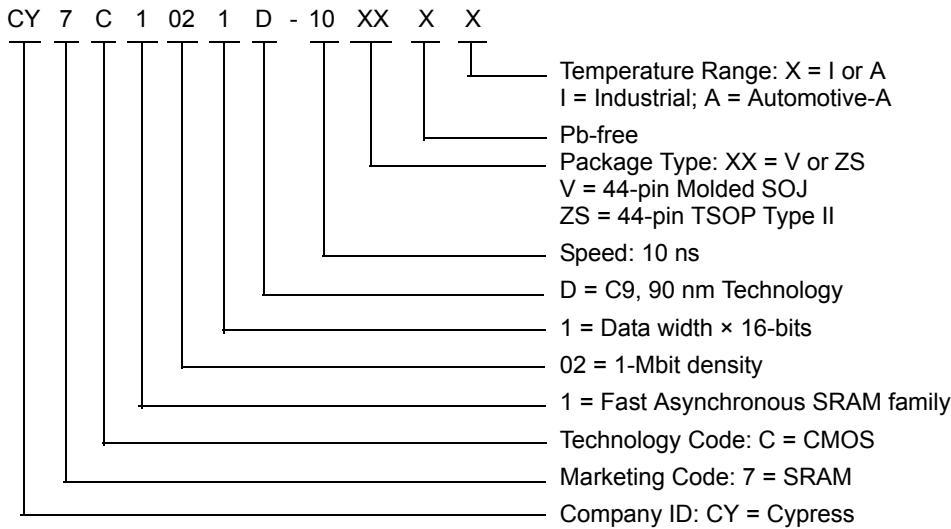 CY 7 C 1 02 1 D - 10 XX X X
Temperature Range: X = I or A
I = Industrial; A = Automotive-A
Pb-free
Package Type: XX = V or ZS
V = 44-pin Molded SOJ
ZS = 44-pin TSOP Type II
Speed: 10 ns
D = C9, 90 nm Technology
1 = Data width × 16-bits
02 = 1-Mbit density
1 = Fast Asynchronous SRAM family
Technology Code: C = CMOS
Marketing Code: 7 = SRAM
Company ID: CY = Cypress